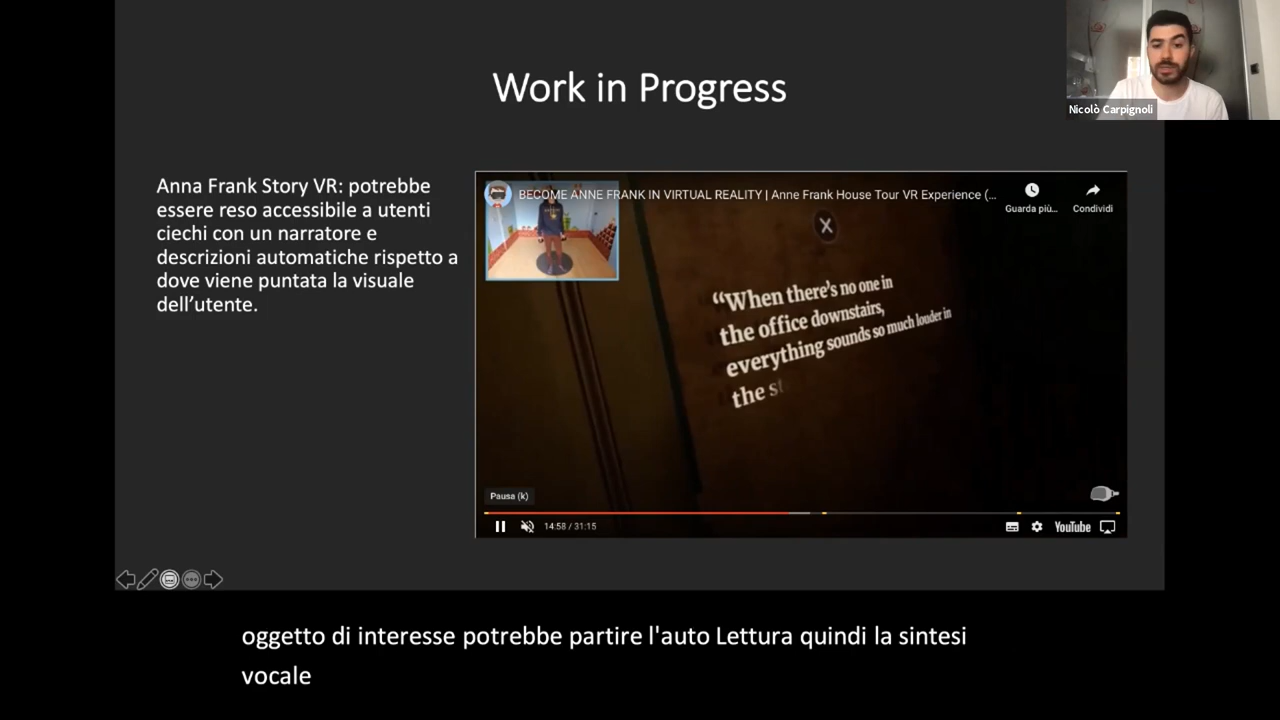 Work in Progress
Nicolò Carpignoli
Anna Frank Story VR: potrebbe
essere reso accessibile a utenti
ciechi con un narratore e
descrizioni automatiche rispetto a
dove viene puntata la visuale
dell’utente.
BECOME ANNE FRANK IN VIRTUAL REALITY | Anne Frank House Tour VR Experience (...
Guarda più...
Condividi
“When there’s no one in
the office downstairs,
everything sounds so much louder in
the st
Pausa (k)
14:58 / 31:15
YouTube
oggetto di interesse potrebbe partire l'auto Lettura quindi la sintesi
vocale